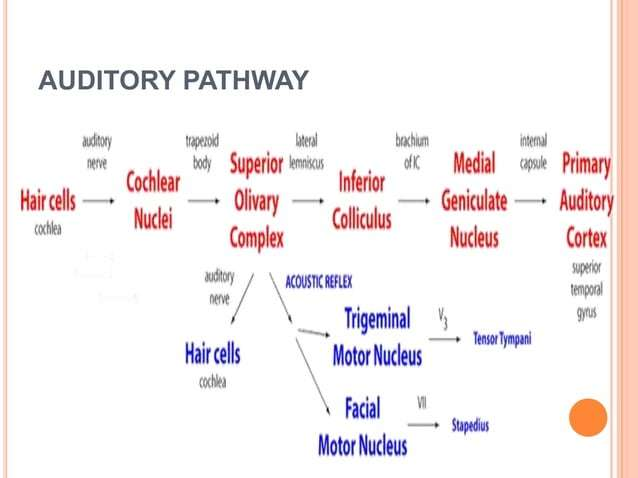 AUDITORY PATHWAY
auditory
nerve
trapezoid
body
lateral
lemniscus
brachium
of IC
internal
capsule
Hair cells
cochlea
Cochlear
Nuclei
Superior
Olivary
Complex
Inferior
Colliculus
Medial
Geniculate
Nucleus
Primary
Auditory
Cortex
superior
temporal
gyrus
auditory
nerve
ACOUSTIC REFLEX
Hair cells
cochlea
Trigeminal
Motor Nucleus
V3
Tensor Tympani
Facial
Motor Nucleus
VII
Stapedius